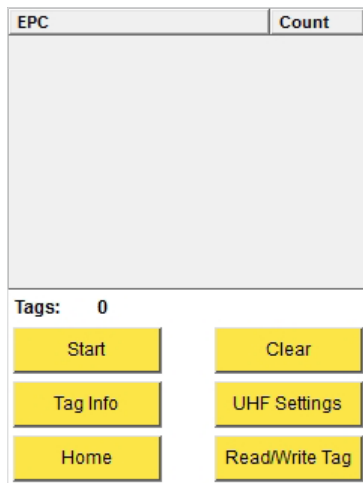 EPC Count
Tags: 0
Start Clear
Tag Info UHF Settings
Home Read/Write Tag